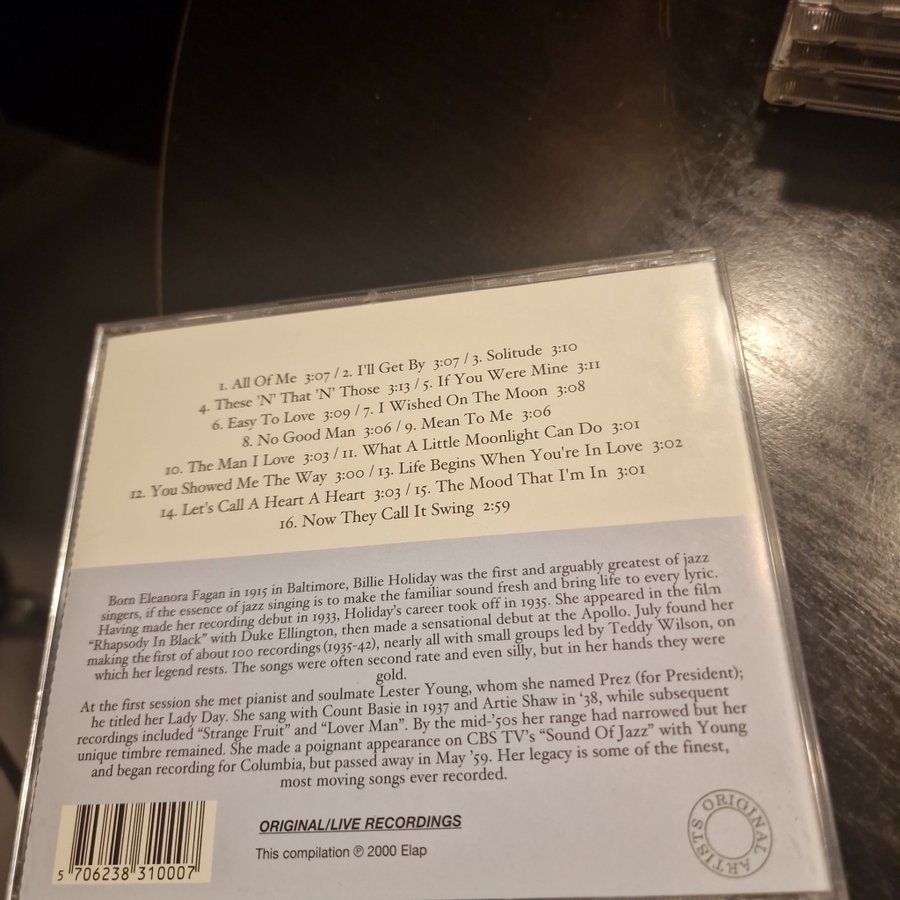 1. All Of Me 3:07 / 2. I'll Get By 3:07 / 3. Solitude 3:10
4. These 'N' That 'N' Those 3:13 / 5. If You Were Mine 3:11
6. Easy To Love 3:09 / 7. I Wished On The Moon 3:08
8. No Good Man 3:06 / 9. Mean To Me 3:06
10. The Man I Love 3:03 / 11. What A Little Moonlight Can Do 3:01
12. You Showed Me The Way 3:00 / 13. Life Begins When You're In Love 3:02
14. Let's Call A Heart A Heart 3:03 / 15. The Mood That I'm In 3:01
16. Now They Call It Swing 2:59
Born Eleanora Fagan in 1915 in Baltimore, Billie Holiday was the first and arguably greatest of jazz
singers, if the essence of jazz singing is to make the familiar sound fresh and bring life to every lyric.
Having made her recording debut in 1933, Holiday's career took off in 1935. She appeared in the film
"Rhapsody In Black" with Duke Ellington, then made a sensational debut at the Apollo. July found her
making the first of about 100 recordings (1935-42), nearly all with small groups led by Teddy Wilson, on
which her legend rests. The songs were often second rate and even silly, but in her hands they were
gold.
At the first session she met pianist and soulmate Lester Young, whom she named Prez (for President);
he titled her Lady Day. She sang with Count Basie in 1937 and Artie Shaw in '38, while subsequent
recordings included "Strange Fruit" and "Lover Man". By the mid-'50s her range had narrowed but her
unique timbre remained. She made a poignant appearance on CBS TV's "Sound Of Jazz" with Young
and began recording for Columbia, but passed away in May '59. Her legacy is some of the finest,
most moving songs ever recorded.
ORIGINAL/LIVE RECORDINGS
This compilation ℗ 2000 Elap
5 706238 310007
ORIGINAL ARTISTS